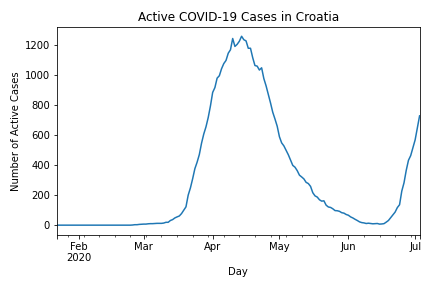 Active COVID-19 Cases in Croatia
1200
1000
800
600
400
200
0
Number of Active Cases
Feb Mar Apr May Jun Jul
2020
Day